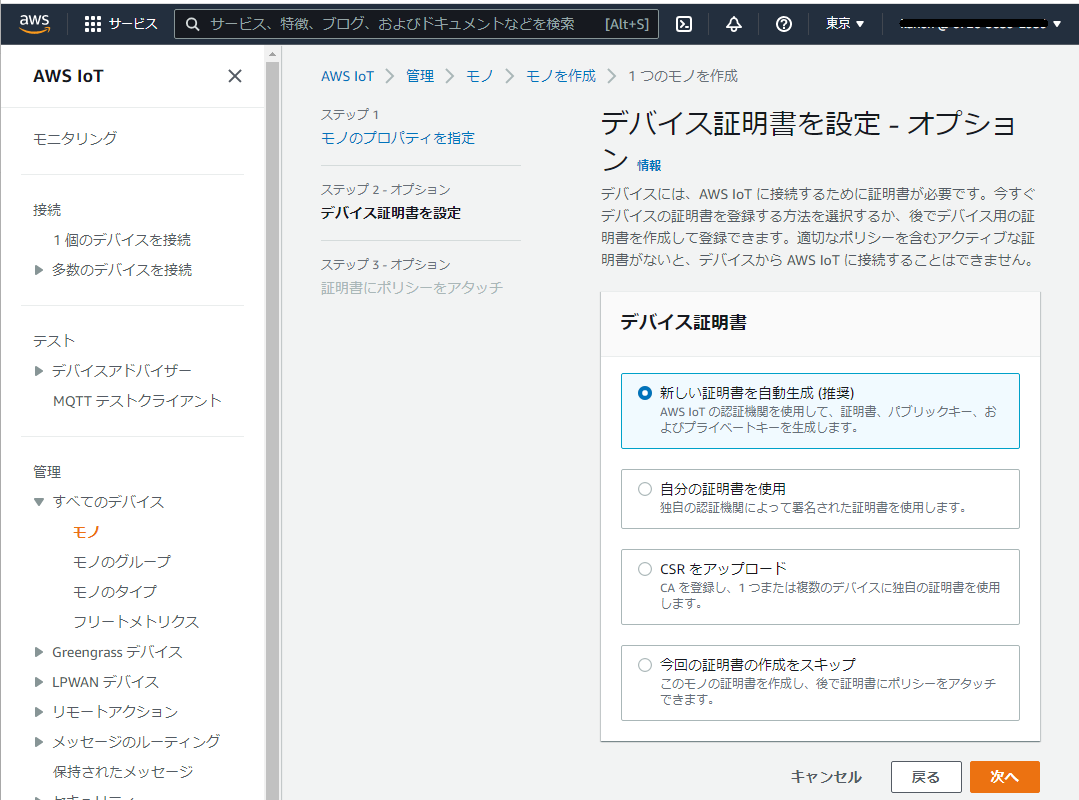 aws
サービス
サービス、特徴、ブログ、およびドキュメントなどを検索
[Alt+S]
東京
AWS IoT
モニタリング
接続
1 個のデバイスを接続
多数のデバイスを接続
テスト
デバイスアドバイザー
MQTT テストクライアント
管理
すべてのデバイス
モノ
モノのグループ
モノのタイプ
フリートメトリクス
Greengrass デバイス
LPWAN デバイス
リモートアクション
メッセージのルーティング
保持されたメッセージ
セキュリティ
AWS IoT > 管理 > モノ > モノを作成 > 1 つのモノを作成
ステップ 1
モノのプロパティを指定
ステップ 2 - オプション
デバイス証明書を設定
ステップ 3 - オプション
証明書にポリシーをアタッチ
デバイス証明書を設定 - オプショ
ン 情報
デバイスには、AWS IoT に接続するために証明書が必要です。今すぐ
デバイスの証明書を登録する方法を選択するか、後でデバイス用の証
明書を作成して登録できます。適切なポリシーを含むアクティブな証
明書がないと、デバイスから AWS IoT に接続することはできません。
デバイス証明書
新しい証明書を自動生成 (推奨)
AWS IoT の認証機関を使用して、証明書、パブリックキー、お
よびプライベートキーを生成します。
自分の証明書を使用
独自の認証機関によって署名された証明書を使用します。
CSR をアップロード
CA を登録し、1 つまたは複数のデバイスに独自の証明書を使用
します。
今回の証明書の作成をスキップ
このモノの証明書を作成し、後で証明書にポリシーをアタッチ
できます。
キャンセル
戻る
次へ